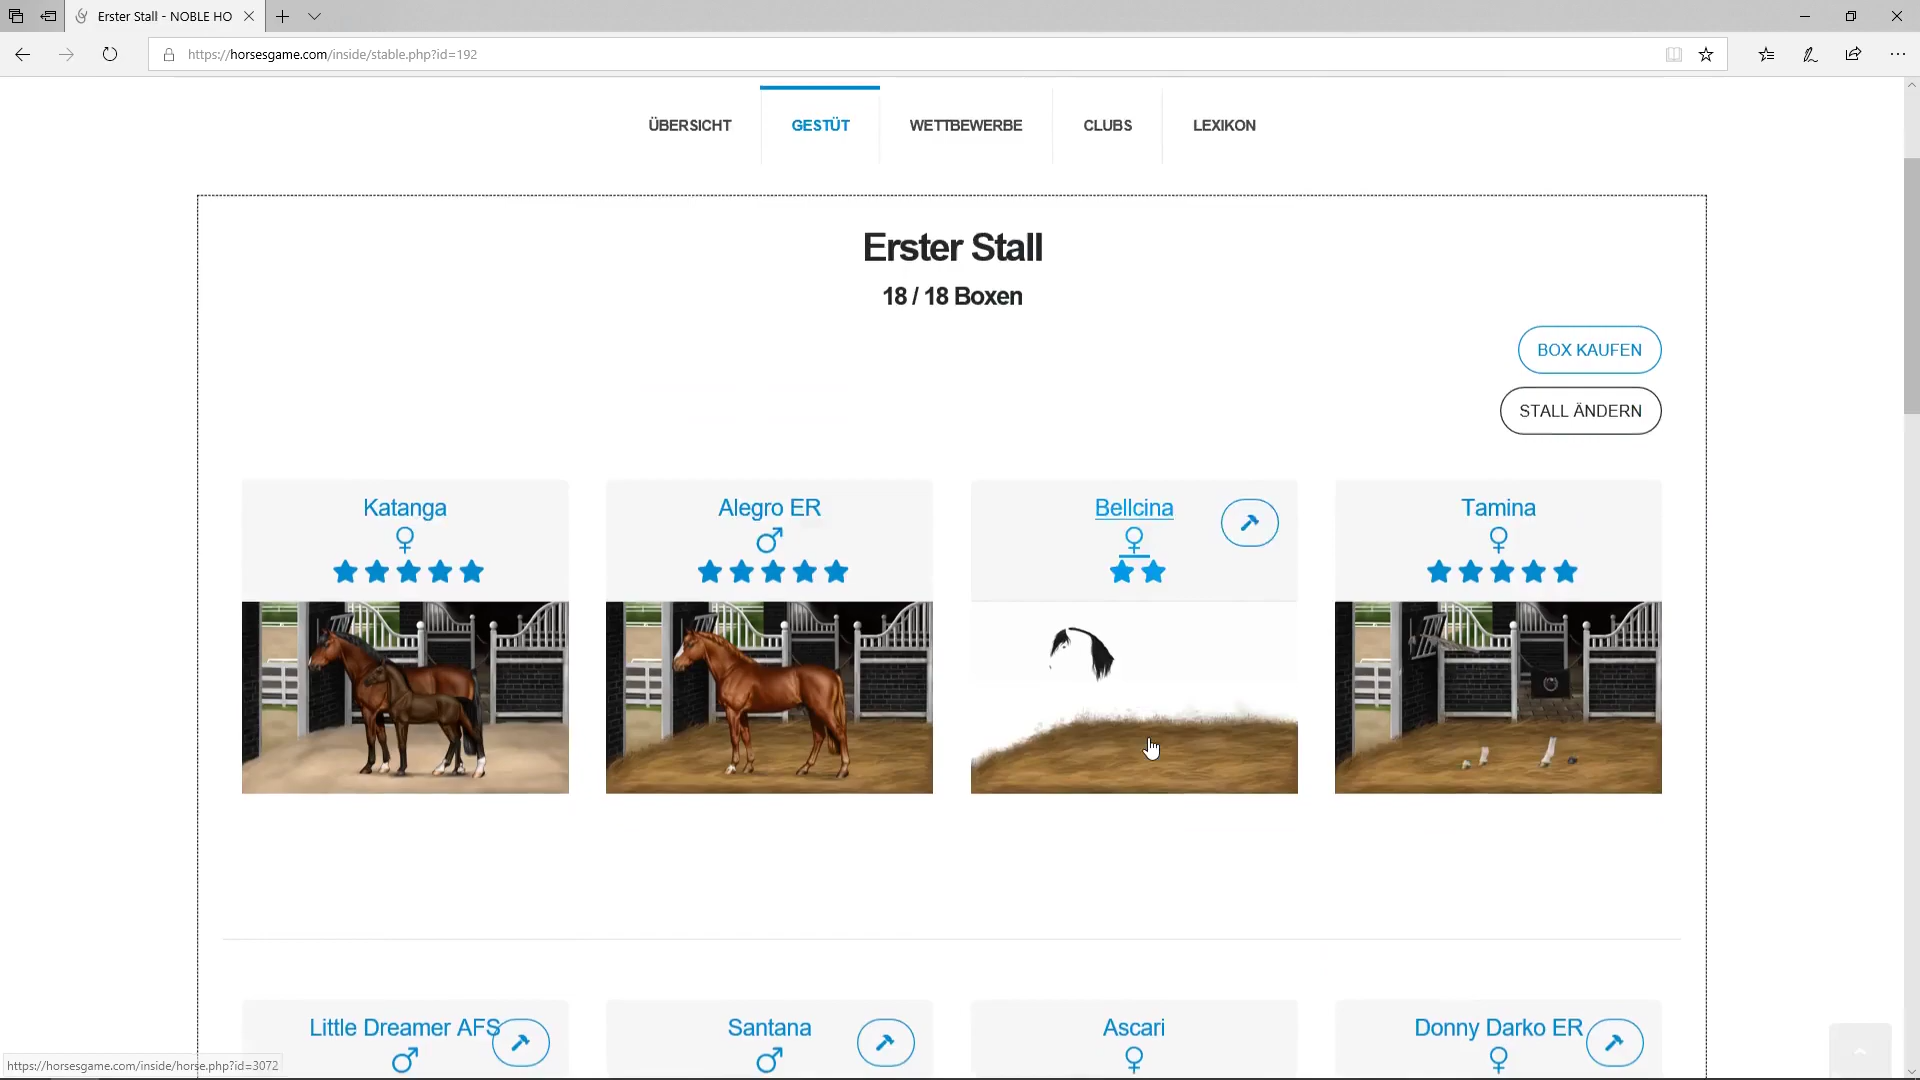 Erster Stall - NOBLE HO
https://horsesgame.com/inside/stable.php?id=192
ÜBERSICHT
GESTÜT
WETTBEWERBE
CLUBS
LEXIKON
Erster Stall
18 / 18 Boxen
BOX KAUFEN
STALL ÄNDERN
Katanga
Alegro ER
Bellcina
Tamina
Little Dreamer AFS
Santana
Ascari
Donny Darko ER
https://horsesgame.com/inside/horse.php?id=3072